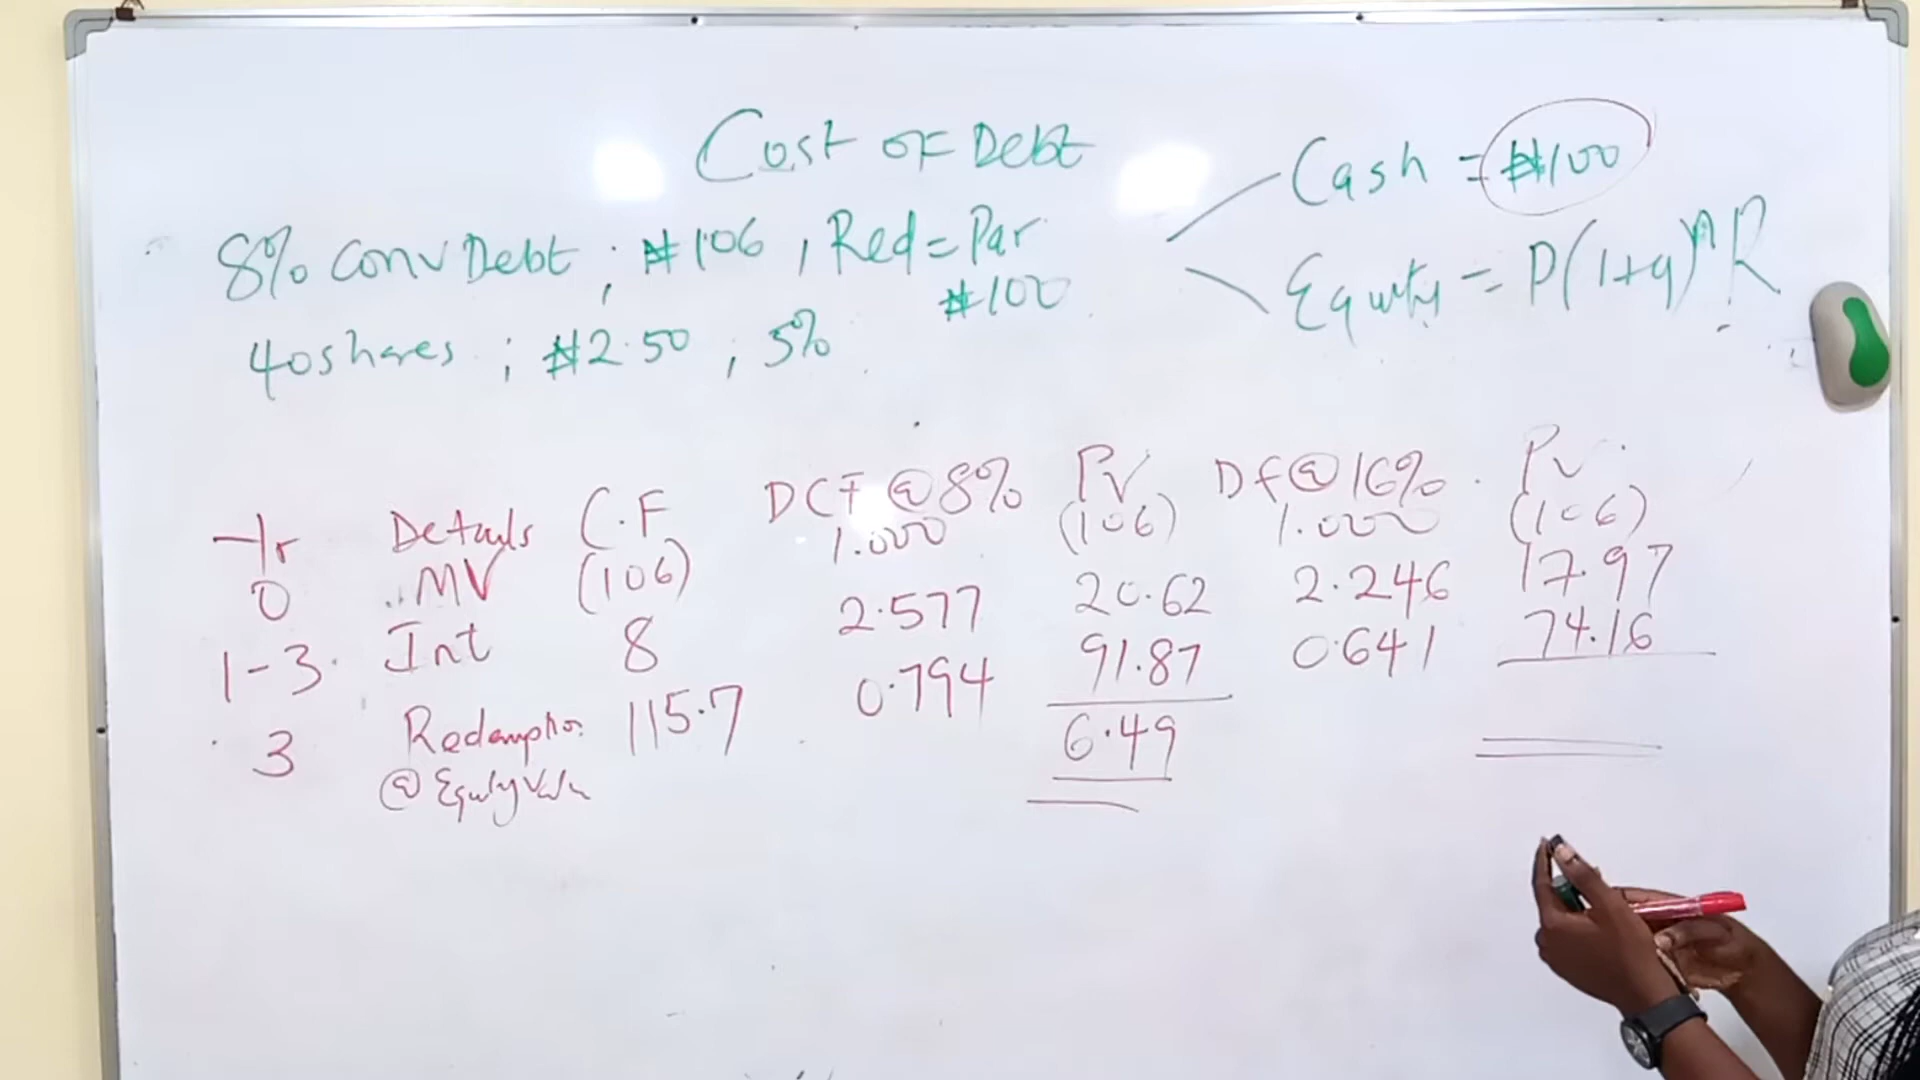 Cost of Debt
8% Conv Debt ; ₦106 , Red = Par
₦100
40 shares ; ₦2.50 , 5%
Cash = ₦100
Equity = P(1+g)ⁿR
Yr Details C.F DCF @ 8% PV Df @ 16% PV
0 MV (106) 1.000 (106) 1.000 (106)
1-3 Int 8 2.577 20.62 2.246 17.97
3 Redemption 115.7 0.794 91.87 0.641 74.16
@ Equity Value 6.49